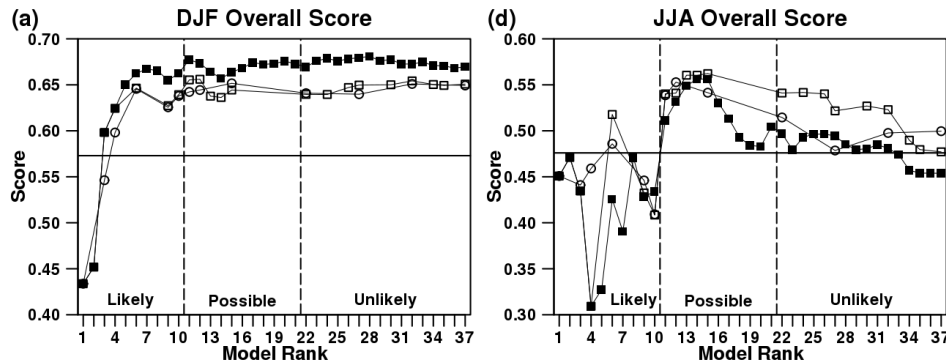 (a) DJF Overall Score
0.70
0.65
0.60
0.55
0.50
0.45
0.40
Score
Likely Possible Unlikely
1 4 7 10 13 16 19 22 25 28 31 34 37
Model Rank
(d) JJA Overall Score
0.60
0.55
0.50
0.45
0.40
0.35
0.30
Score
Likely Possible Unlikely
1 4 7 10 13 16 19 22 25 28 31 34 37
Model Rank